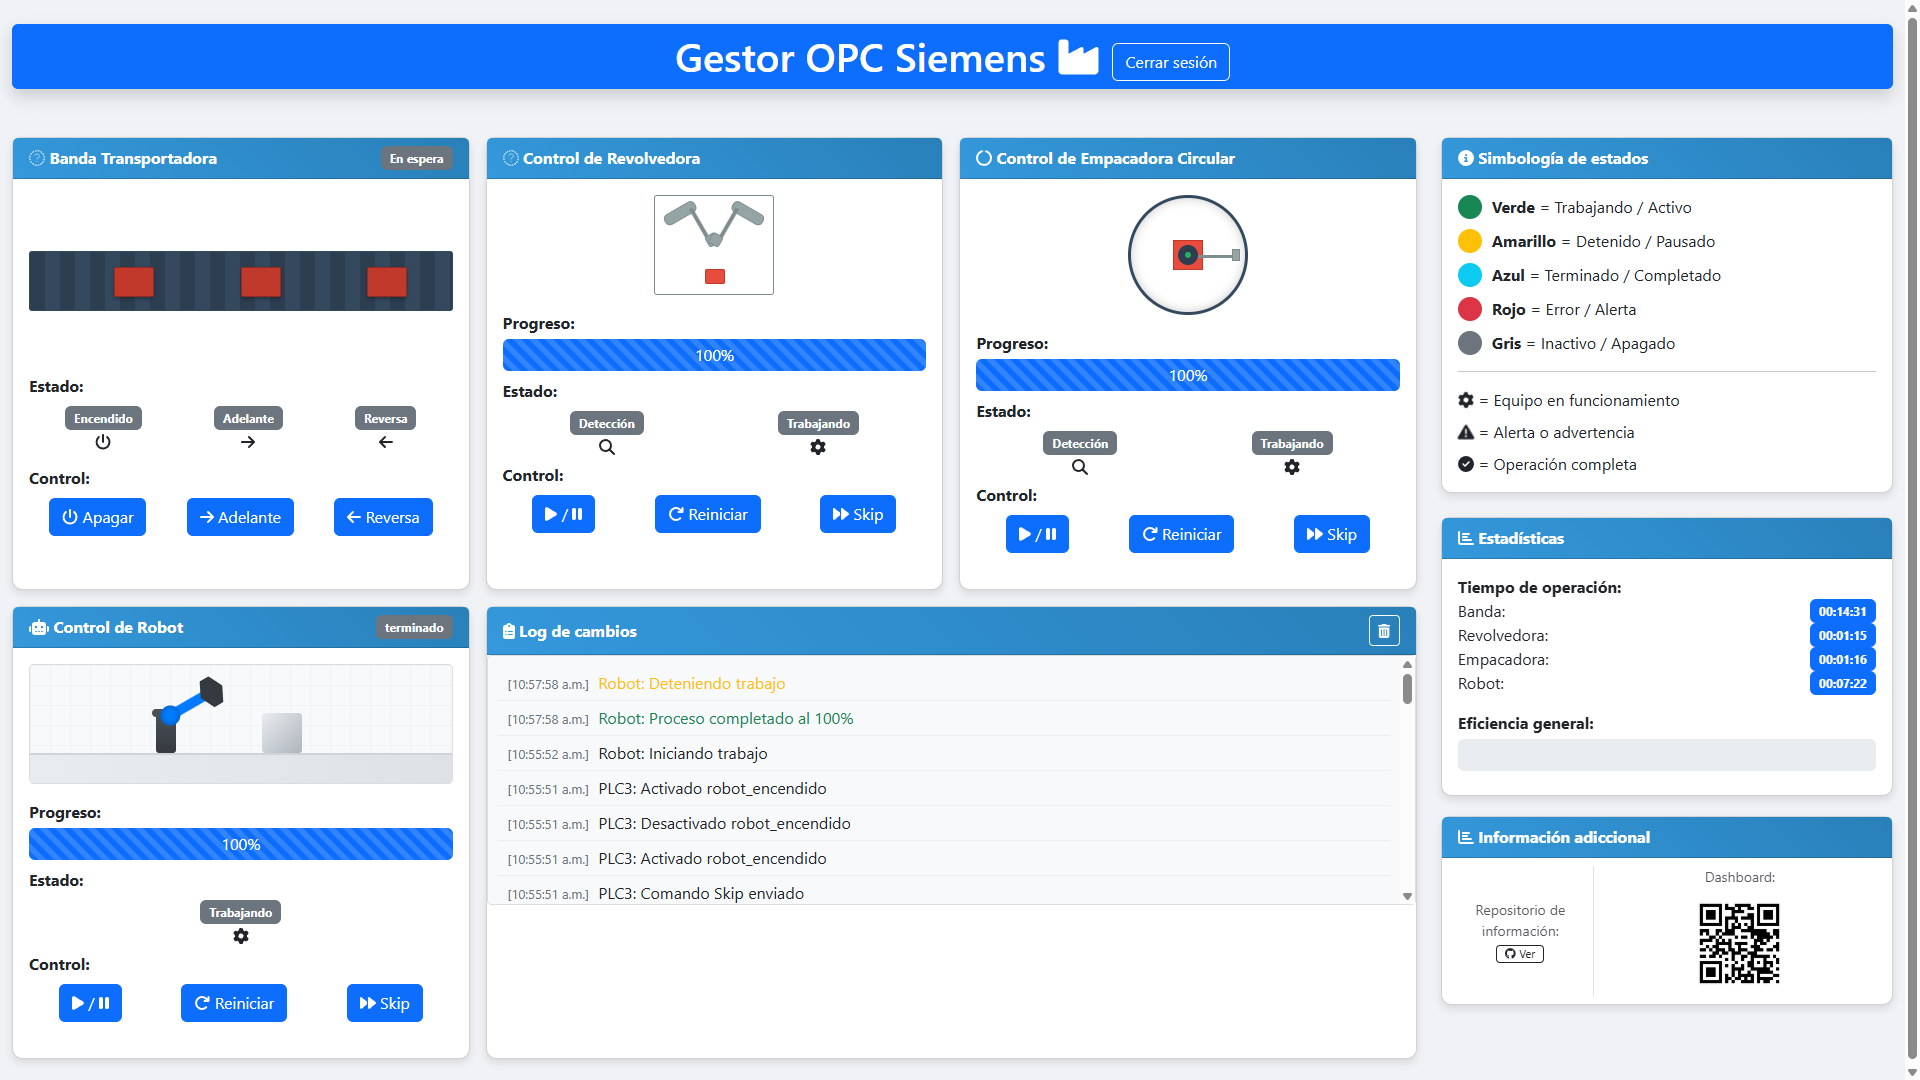 Gestor OPC Siemens
Cerrar sesión
Banda Transportadora
En espera
Estado:
Encendido
Adelante
Reversa
Control:
Apagar
Adelante
Reversa
Control de Revolvedora
Progreso:
100%
Estado:
Detección
Trabajando
Control:
/
Reiniciar
Skip
Control de Empacadora Circular
Progreso:
100%
Estado:
Detección
Trabajando
Control:
/
Reiniciar
Skip
Simbología de estados
Verde = Trabajando / Activo
Amarillo = Detenido / Pausado
Azul = Terminado / Completado
Rojo = Error / Alerta
Gris = Inactivo / Apagado
= Equipo en funcionamiento
= Alerta o advertencia
= Operación completa
Control de Robot
terminado
Progreso:
100%
Estado:
Trabajando
Control:
/
Reiniciar
Skip
Log de cambios
[10:57:58 a.m.] Robot: Deteniendo trabajo
[10:57:58 a.m.] Robot: Proceso completado al 100%
[10:55:52 a.m.] Robot: Iniciando trabajo
[10:55:51 a.m.] PLC3: Activado robot_encendido
[10:55:51 a.m.] PLC3: Desactivado robot_encendido
[10:55:51 a.m.] PLC3: Activado robot_encendido
[10:55:51 a.m.] PLC3: Comando Skip enviado
Estadísticas
Tiempo de operación:
Banda: 00:14:31
Revolvedora: 00:01:15
Empacadora: 00:01:16
Robot: 00:07:22
Eficiencia general:
Información adiccional
Repositorio de
información:
Ver
Dashboard: